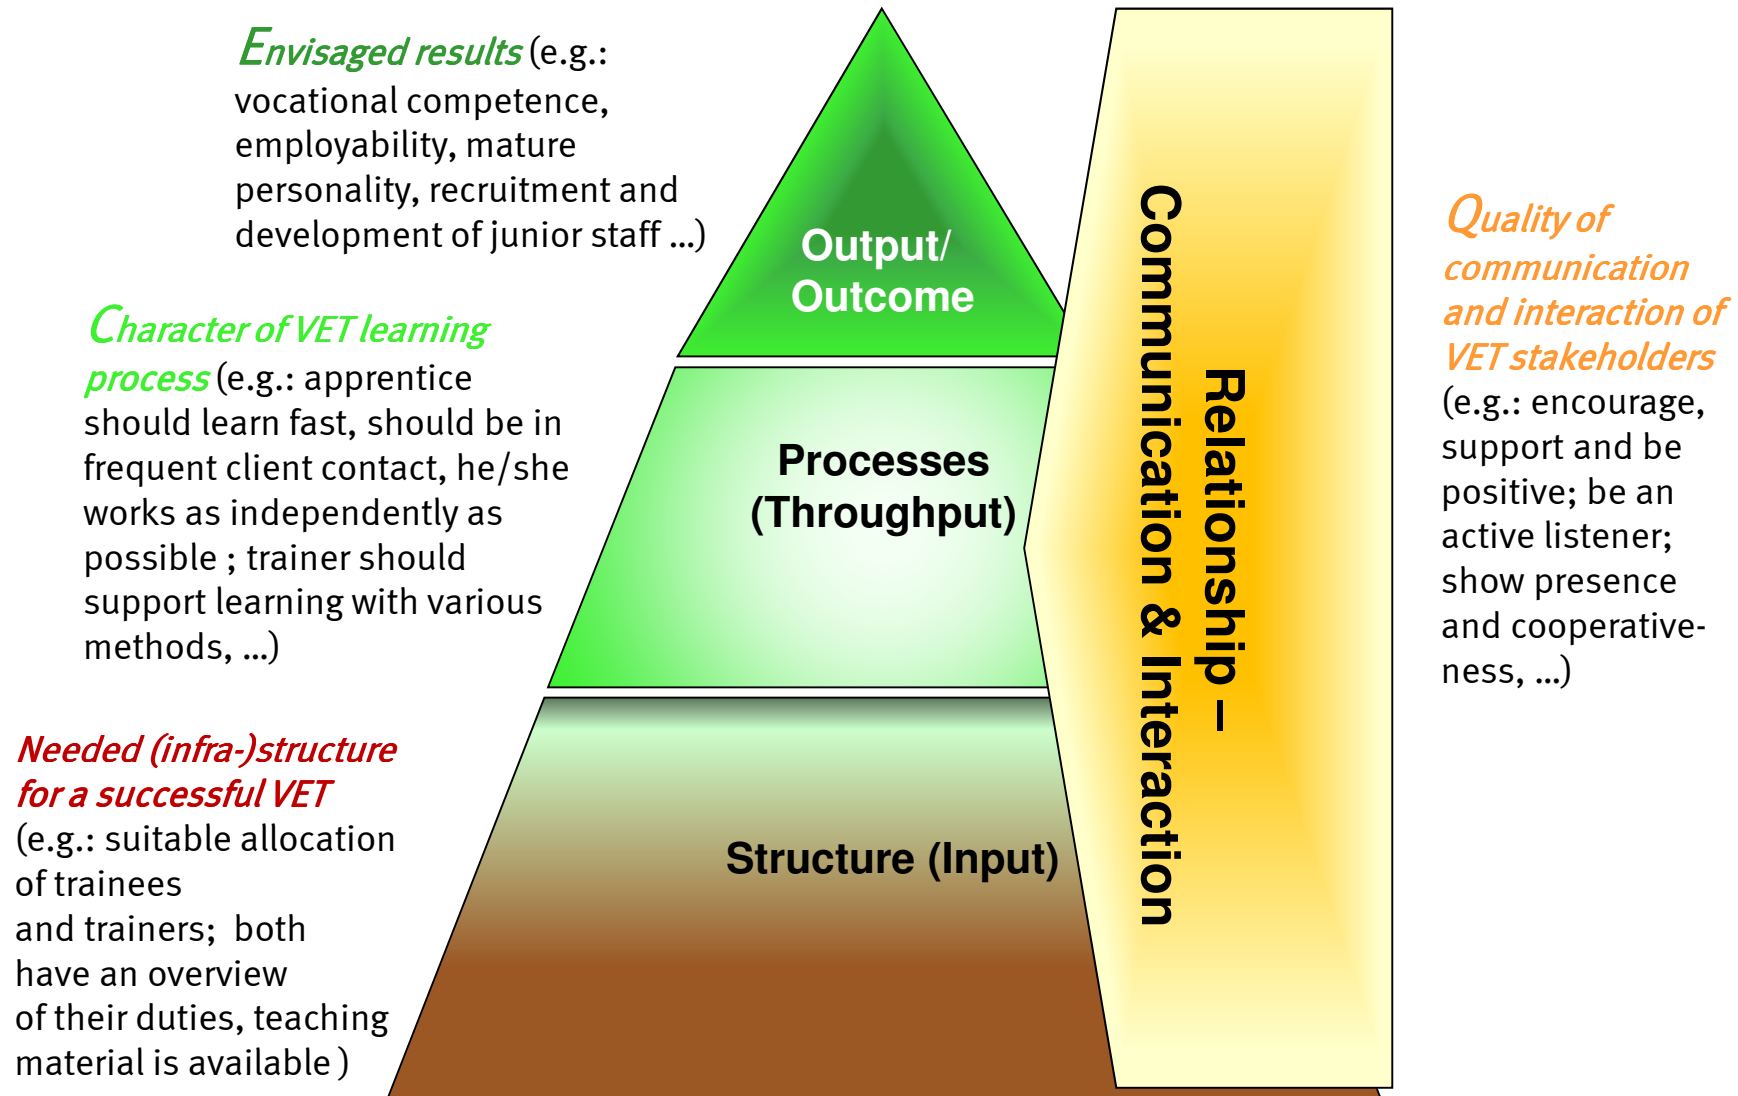 Envisaged results (e.g.:
vocational competence,
employability, mature
personality, recruitment and
development of junior staff ...)
Character of VET learning
process (e.g.: apprentice
should learn fast, should be in
frequent client contact, he/she
works as independently as
possible ; trainer should
support learning with various
methods, ...)
Needed (infra-)structure
for a successful VET
(e.g.: suitable allocation
of trainees
and trainers;  both
have an overview
of their duties, teaching
material is available )
Output/
Outcome
Processes
(Throughput)
Structure (Input)
Relationship –
Communication & Interaction
Quality of
communication
and interaction of
VET stakeholders
(e.g.: encourage,
support and be
positive; be an
active listener;
show presence
and cooperative-
ness, ...)